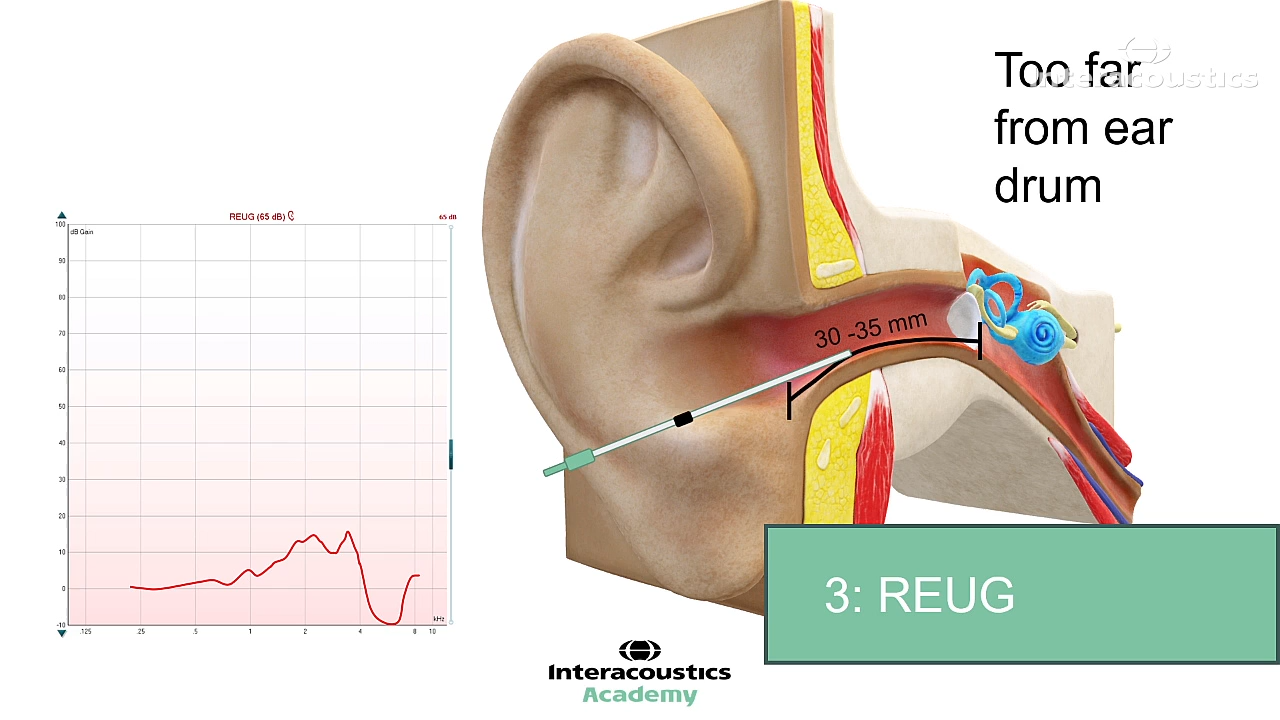 Too far
from ear
drum
interacoustics
REUG (65 dB)
65 dB
100
dB Gain
90
80
70
60
50
40
30
20
10
0
-10
kHz
.125 .25 .5 1 2 4 8 10
30 -35 mm
3: REUG
Interacoustics
Academy